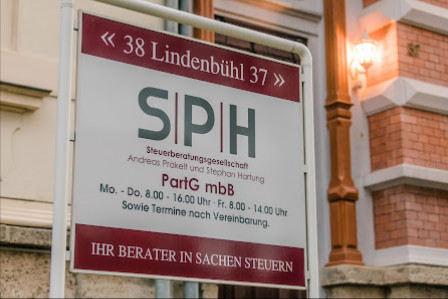 « 38 Lindenbühl 37 »
S|P|H
Steuerberatungsgesellschaft
Andreas Präkelt und Stephan Hartung
PartG mbB
Mo. - Do. 8.00 - 16.00 Uhr · Fr. 8.00 - 14.00 Uhr
Sowie Termine nach Vereinbarung.
IHR BERATER IN SACHEN STEUERN